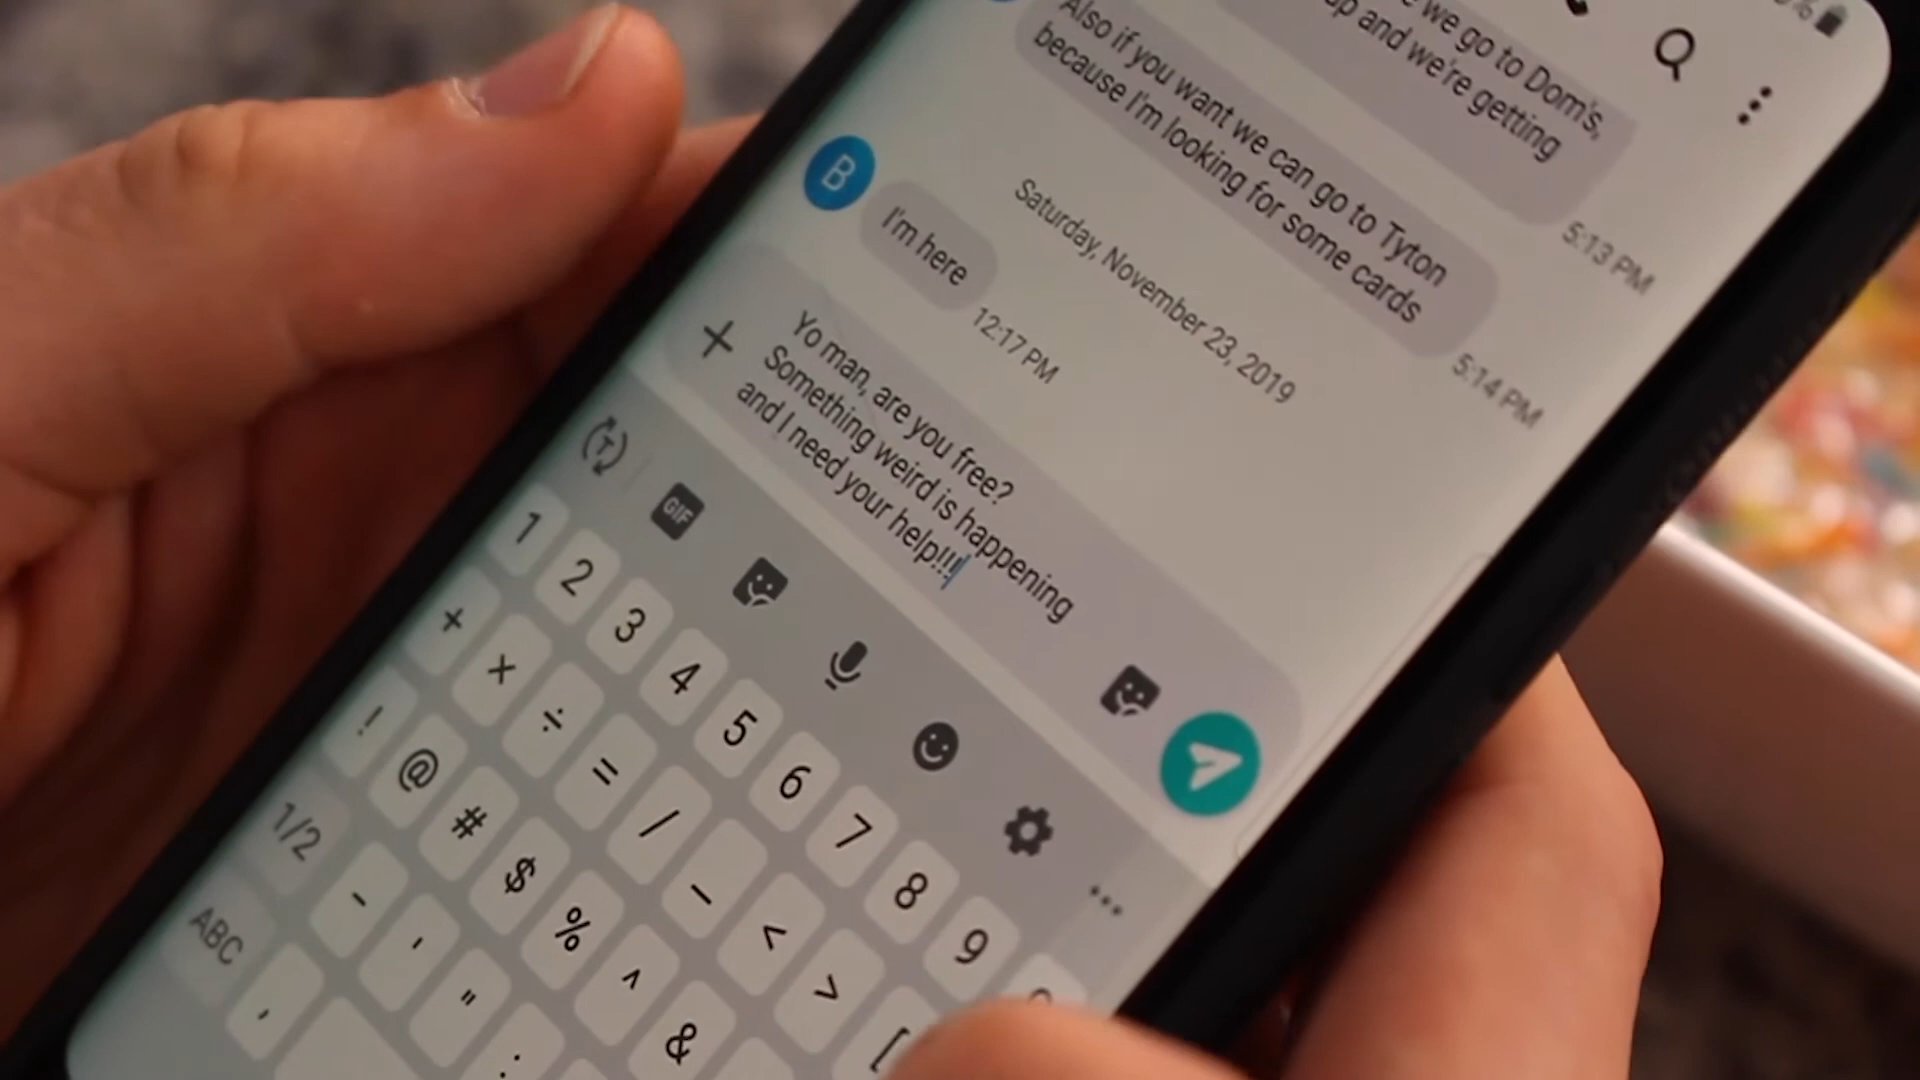 we go to Dom's,
up and we're getting
5:13 PM
Also if you want we can go to Tyton
because I'm looking for some cards
5:14 PM
Saturday, November 23, 2019
B
I'm here
12:17 PM
Yo man, are you free?
Something weird is happening
and I need your help!!!
GIF
1 2 3 4 5 6 7 8 9
+ × ÷ = / _ < > [
! @ # $ % ^ &
1/2 - ' " :
ABC ,